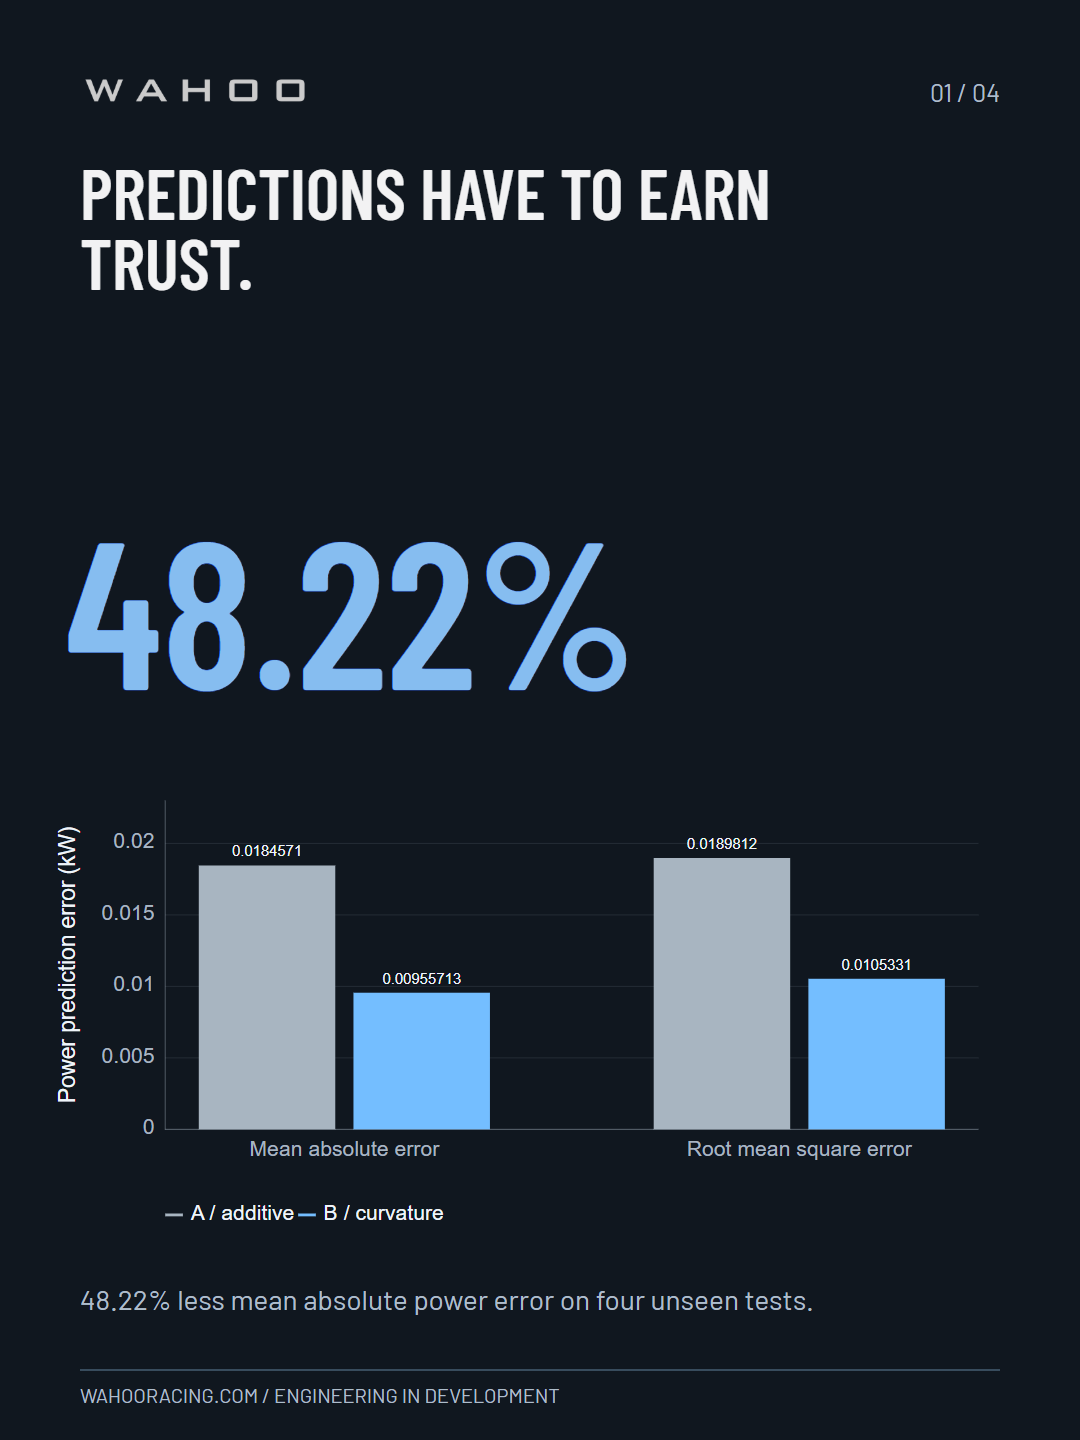 WAHOO
01 / 04
PREDICTIONS HAVE TO EARN
TRUST.
48.22%
Power prediction error (kW)
0.02
0.015
0.01
0.005
0
0.0184571
0.00955713
0.0189812
0.0105331
Mean absolute error
Root mean square error
A / additive
B / curvature
48.22% less mean absolute power error on four unseen tests.
WAHOORACING.COM / ENGINEERING IN DEVELOPMENT